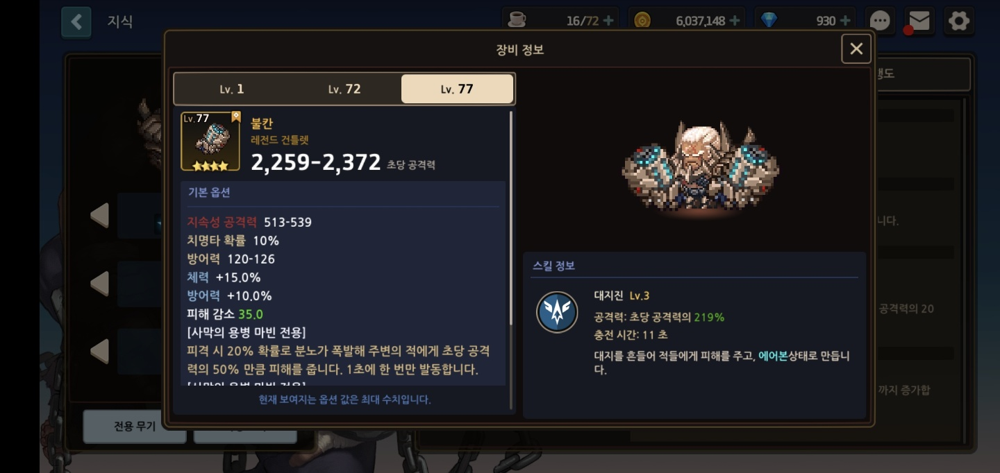 지식
16/72
6,037,148
930
장비 정보
Lv. 1
Lv. 72
Lv. 77
Lv.77
불칸
레전드 건틀렛
2,259-2,372 초당 공격력
기본 옵션
지속성 공격력 513-539
치명타 확률 10%
방어력 120-126
체력 +15.0%
방어력 +10.0%
피해 감소 35.0
[사막의 용병 마빈 전용]
피격 시 20% 확률로 분노가 폭발해 주변의 적에게 초당 공격
력의 50% 만큼 피해를 줍니다. 1초에 한 번만 발동합니다.
[사막의 용병 마빈 전용]
현재 보여지는 옵션 값은 최대 수치입니다.
스킬 정보
대지진 Lv.3
공격력: 초당 공격력의 219%
충전 시간: 11 초
대지를 흔들어 적들에게 피해를 주고, 에어본상태로 만듭니
다.
니다.
공격력의 20
까지 증가합
전용 무기